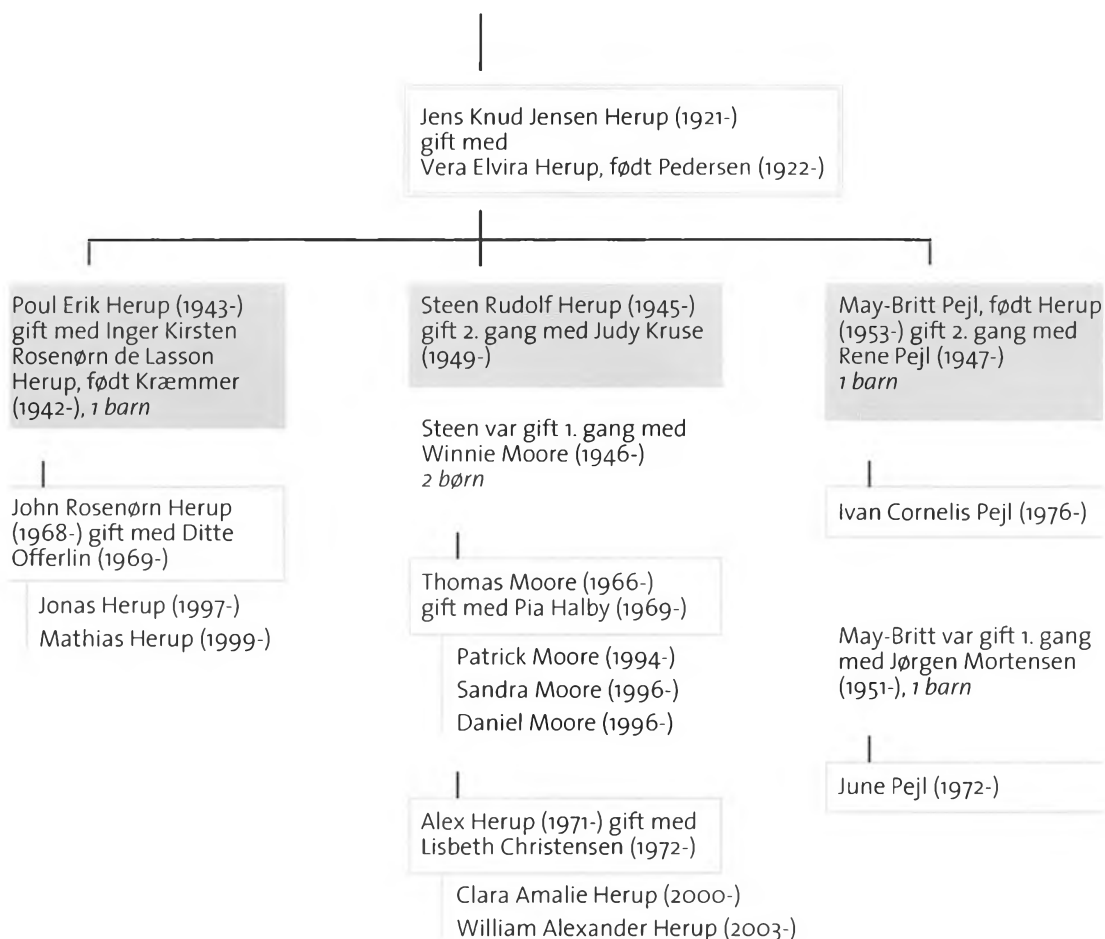 Jens Knud Jensen Herup (1921-)
gift med
Vera Elvira Herup, født Pedersen (1922-)
Poul Erik Herup (1943-)
gift med Inger Kirsten
Rosenørn de Lasson
Herup, født Kræmmer
(1942-), 1 barn
John Rosenørn Herup
(1968-) gift med Ditte
Offerlin (1969-)
Jonas Herup (1997-)
Mathias Herup (1999-)
Steen Rudolf Herup (1945-)
gift 2. gang med Judy Kruse
(1949-)
Steen var gift 1. gang med
Winnie Moore (1946-)
2 børn
Thomas Moore (1966-)
gift med Pia Halby (1969-)
Patrick Moore (1994-)
Sandra Moore (1996-)
Daniel Moore (1996-)
Alex Herup (1971-) gift med
Lisbeth Christensen (1972-)
Clara Amalie Herup (2000-)
William Alexander Herup (2003-)
May-Britt Pejl, født Herup
(1953-) gift 2. gang med
Rene Pejl (1947-)
1 barn
Ivan Cornelis Pejl (1976-)
May-Britt var gift 1. gang
med Jørgen Mortensen
(1951-), 1 barn
June Pejl (1972-)